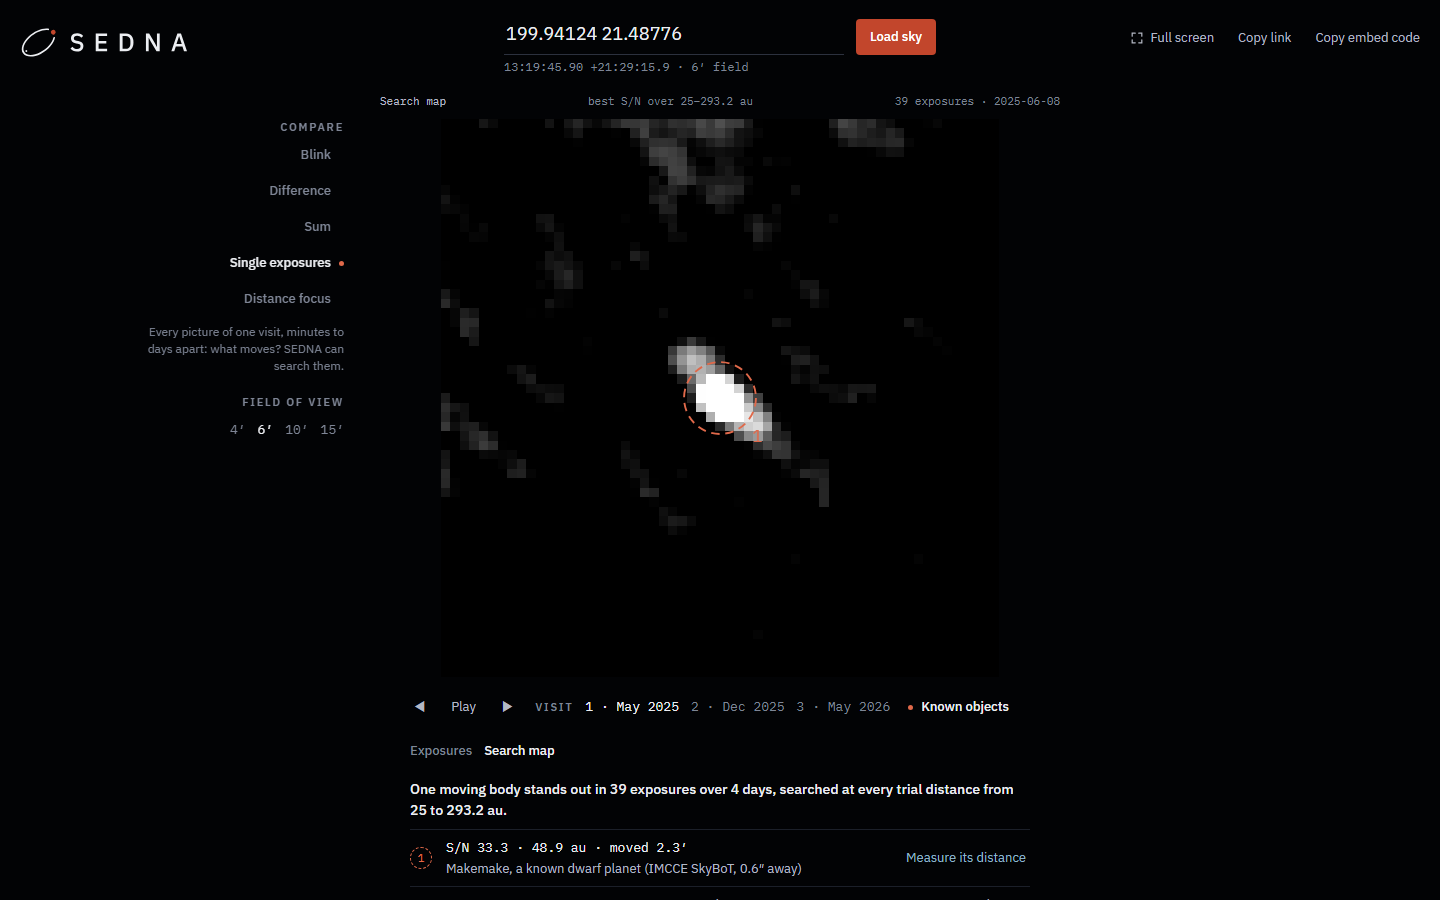 SEDNA
199.94124 21.48776
Load sky
Full screen
Copy link
Copy embed code
13:19:45.90 +21:29:15.9 · 6′ field
Search map
best S/N over 25–293.2 au
39 exposures · 2025-06-08
COMPARE
Blink
Difference
Sum
Single exposures
Distance focus
Every picture of one visit, minutes to
days apart: what moves? SEDNA can
search them.
FIELD OF VIEW
4′ 6′ 10′ 15′
1
◀ Play ▶ VISIT 1 · May 2025 2 · Dec 2025 3 · May 2026 Known objects
Exposures Search map
One moving body stands out in 39 exposures over 4 days, searched at every trial distance from
25 to 293.2 au.
1
S/N 33.3 · 48.9 au · moved 2.3′
Makemake, a known dwarf planet (IMCCE SkyBoT, 0.6″ away)
Measure its distance